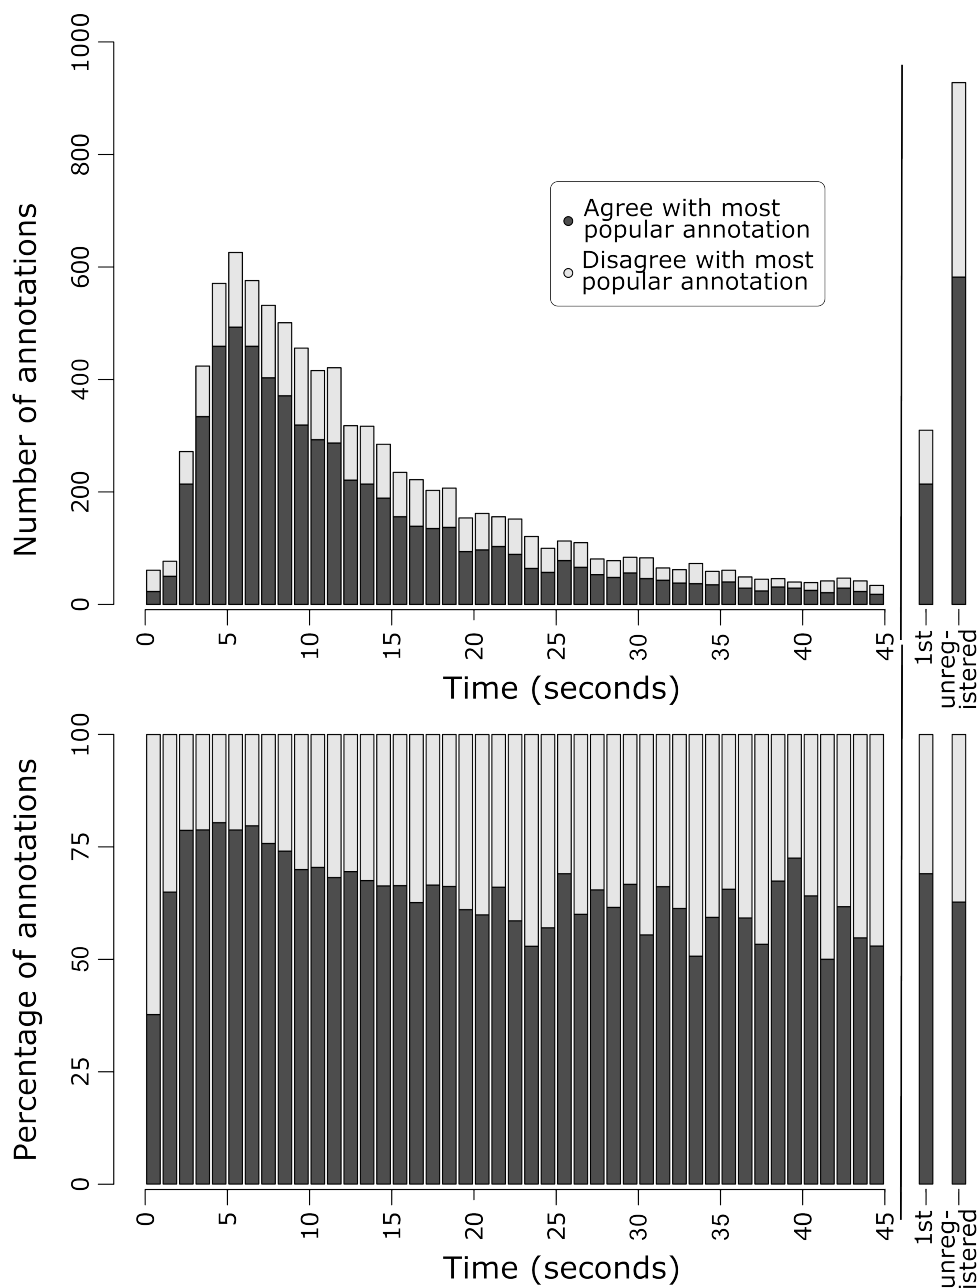 1000
800
600
400
200
0
Number of annotations
Agree with most
popular annotation
Disagree with most
popular annotation
0
5
10
15
20
25
30
35
40
45
1st
unreg-
istered
Time (seconds)
100
75
50
25
0
Percentage of annotations
0
5
10
15
20
25
30
35
40
45
1st
unreg-
istered
Time (seconds)